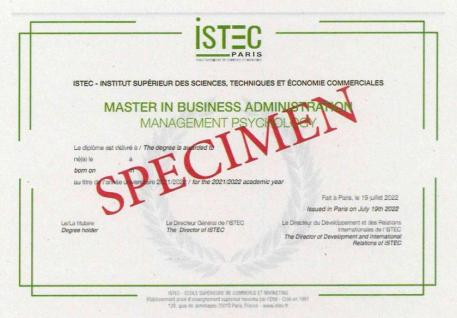 ISTEC
PARIS
ISTEC - INSTITUT SUPÉRIEUR DES SCIENCES, TECHNIQUES ET ÉCONOMIE COMMERCIALES
MASTER IN BUSINESS ADMINISTRATION
MANAGEMENT PSYCHOLOGY
SPECIMEN
Le diplôme est délivré à / The degree is awarded to
né(e) le à
born on in
au titre de l'année universitaire 2021/2022 / for the 2021/2022 academic year
Fait à Paris, le 19 juillet 2022
Issued in Paris on July 19th 2022
Le/La titulaire
Degree holder
Le Directeur Général de l'ISTEC
The Director of ISTEC
Le Directeur du Développement et des Relations
Internationales de l'ISTEC
The Director of Development and International
Relations of ISTEC
ISTEC - ECOLE SUPÉRIEURE DE COMMERCE ET MARKETING
Etablissement privé d'enseignement supérieur reconnu par l'Etat - Créé en 1961
128, quai de Jemmapes 75010 Paris, France - www.istec.fr